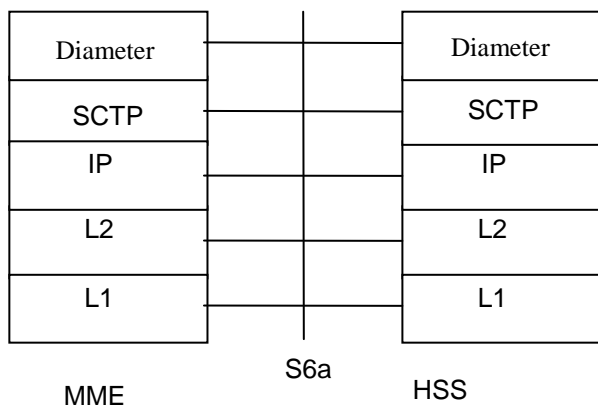 Diameter
Diameter
SCTP
SCTP
IP
IP
L2
L2
L1
L1
S6a
MME
HSS